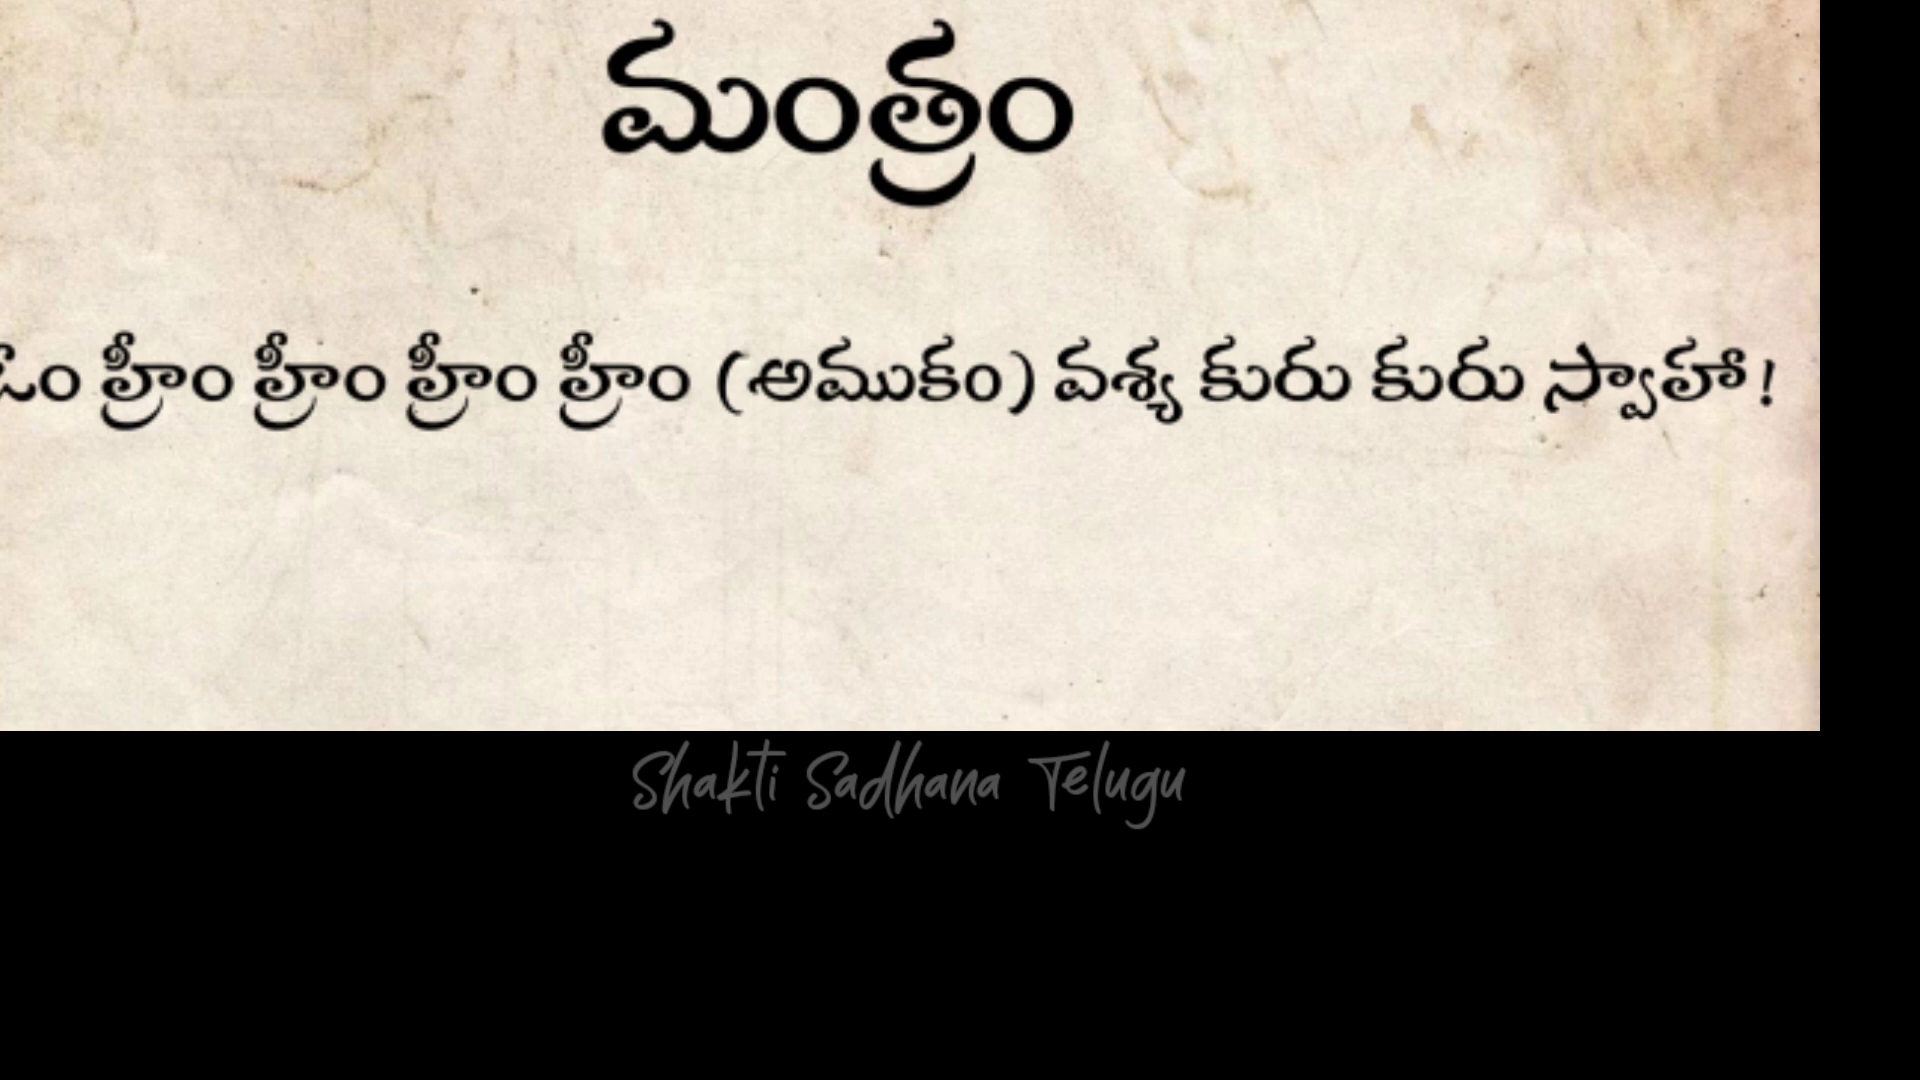 మంత్రం
ఓం హ్రీం హ్రీం హ్రీం హ్రీం (అముకం) వశ్య కురు కురు స్వాహా!
Shakti Sadhana Telugu